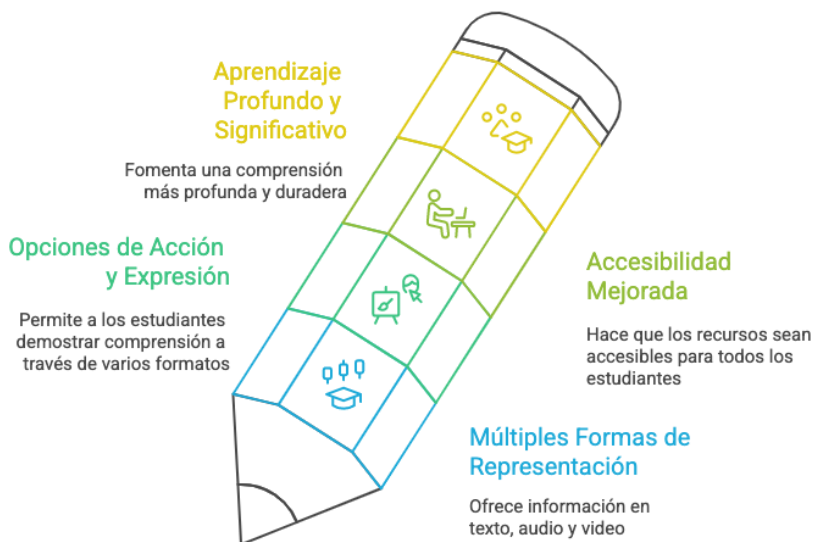 Aprendizaje
Profundo y
Significativo
Fomenta una comprensión
más profunda y duradera
Opciones de Acción
y Expresión
Permite a los estudiantes
demostrar comprensión a
través de varios formatos
Accesibilidad
Mejorada
Hace que los recursos sean
accesibles para todos los
estudiantes
Múltiples Formas de
Representación
Ofrece información en
texto, audio y video